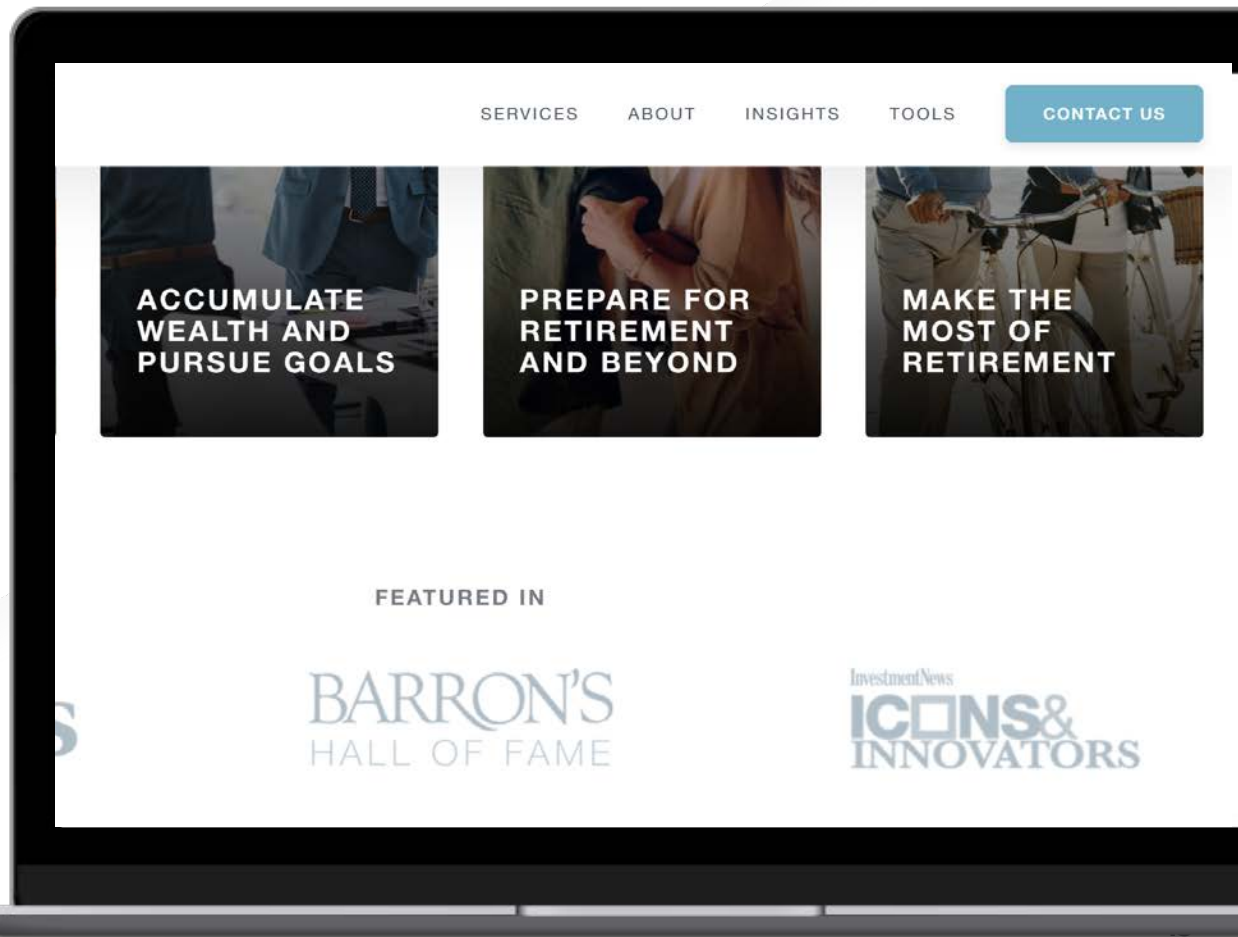 SERVICES ABOUT INSIGHTS TOOLS CONTACT US
ACCUMULATE
WEALTH AND
PURSUE GOALS
PREPARE FOR
RETIREMENT
AND BEYOND
MAKE THE
MOST OF
RETIREMENT
FEATURED IN
S
BARRON'S
HALL OF FAME
InvestmentNews
ICONS&
INNOVATORS